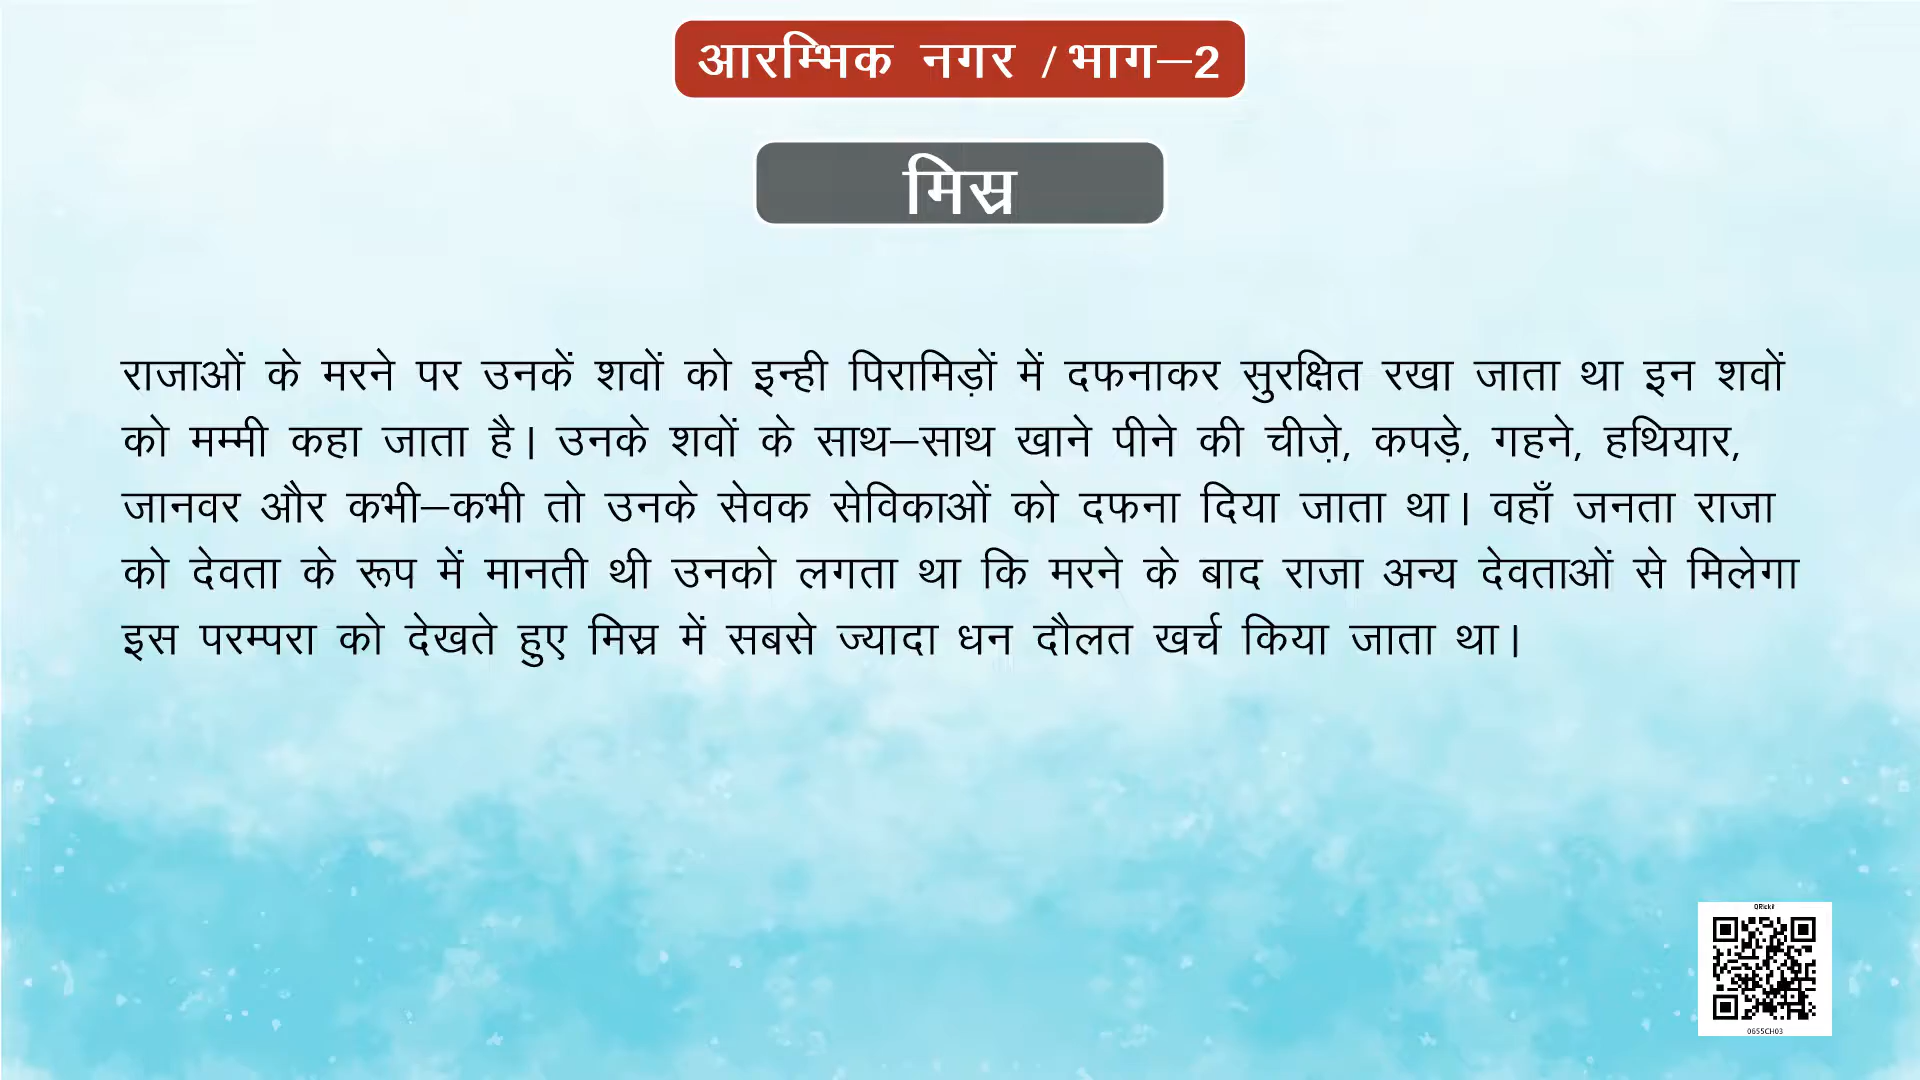 आरम्भिक नगर / भाग–2
मिस्र
राजाओं के मरने पर उनकें शवों को इन्ही पिरामिड़ों में दफनाकर सुरक्षित रखा जाता था इन शवों
को मम्मी कहा जाता है। उनके शवों के साथ–साथ खाने पीने की चीज़े, कपड़े, गहने, हथियार,
जानवर और कभी–कभी तो उनके सेवक सेविकाओं को दफना दिया जाता था। वहाँ जनता राजा
को देवता के रूप में मानती थी उनको लगता था कि मरने के बाद राजा अन्य देवताओं से मिलेगा
इस परम्परा को देखते हुए मिस्र में सबसे ज्यादा धन दौलत खर्च किया जाता था।
0655CH03